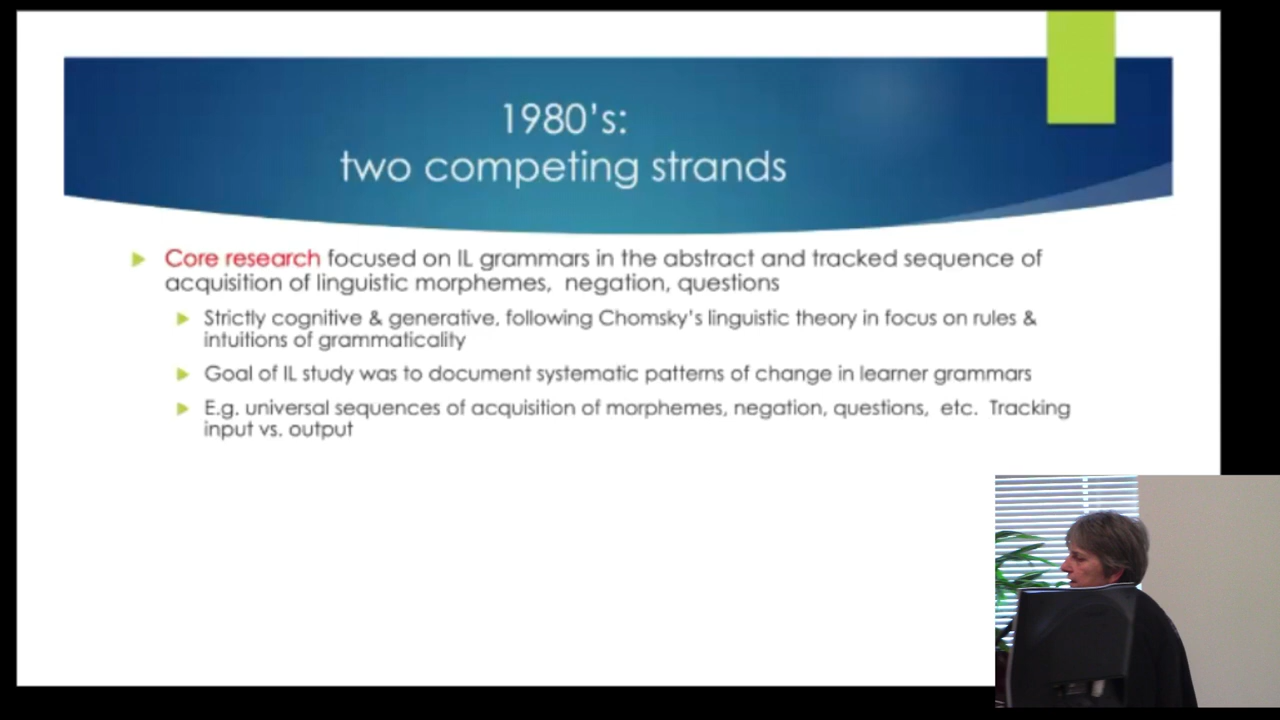 1980's:
two competing strands
Core research focused on IL grammars in the abstract and tracked sequence of
acquisition of linguistic morphemes, negation, questions
Strictly cognitive & generative, following Chomsky's linguistic theory in focus on rules &
intuitions of grammaticality
Goal of IL study was to document systematic patterns of change in learner grammars
E.g. universal sequences of acquisition of morphemes, negation, questions, etc. Tracking
input vs. output